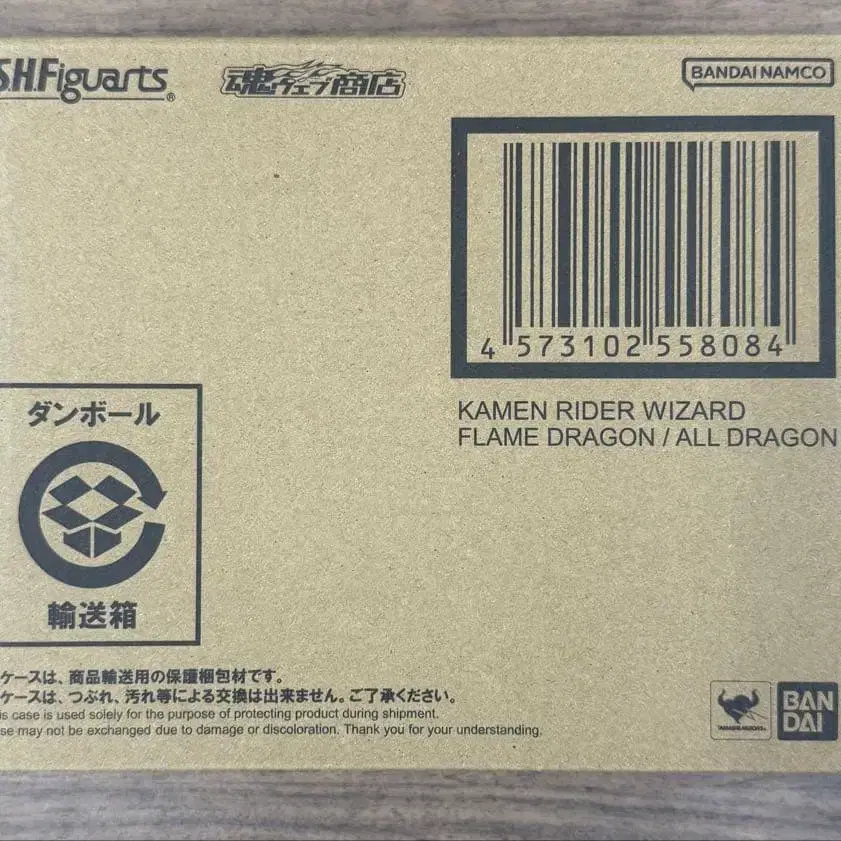 S.H.Figuarts®
魂ウェブ商店
BANDAI NAMCO
4 573102 558084
KAMEN RIDER WIZARD
FLAME DRAGON / ALL DRAGON
ダンボール
輸送箱
ケースは、商品輸送用の保護梱包材です。
ケースは、つぶれ、汚れ等による交換は出来ません。ご了承ください。
is case is used solely for the purpose of protecting product during shipment.
se may not be exchanged due to damage or discoloration. Thank you for your understanding.
BAN
DAI